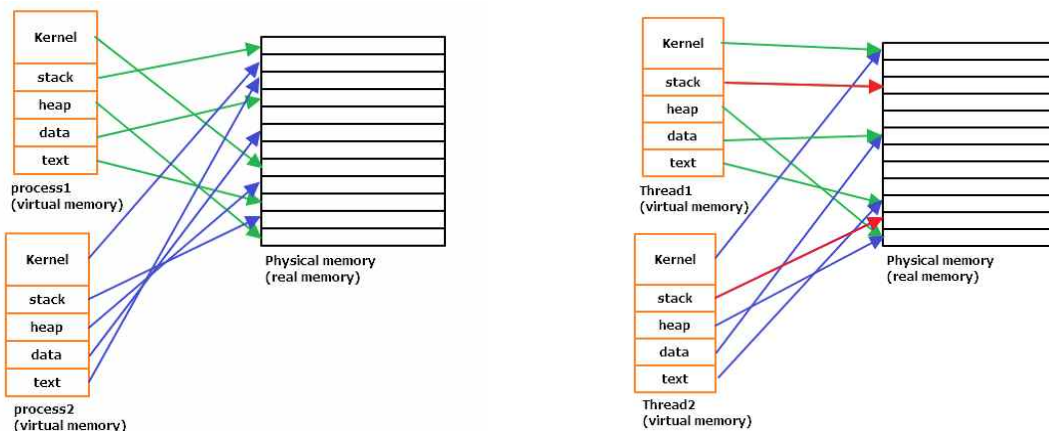 Kernel
stack
heap
data
text
process1
(virtual memory)
Kernel
stack
heap
data
text
process2
(virtual memory)
Physical memory
(real memory)
Kernel
stack
heap
data
text
Thread1
(virtual memory)
Kernel
stack
heap
data
text
Thread2
(virtual memory)
Physical memory
(real memory)